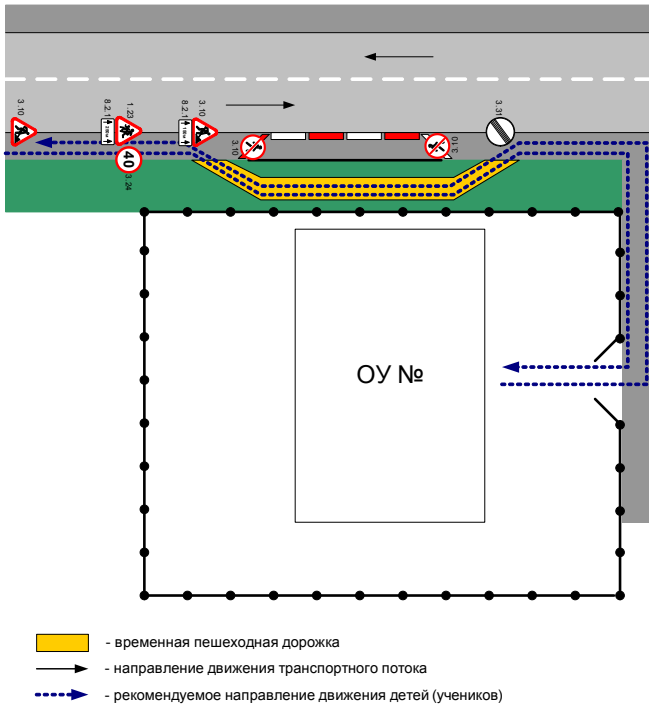 3.10
8.2.1
200 м
1.23
40
3.24
8.2.1
3.10
3.10
3.10
3.31
ОУ №
- временная пешеходная дорожка
- направление движения транспортного потока
- рекомендуемое направление движения детей (учеников)